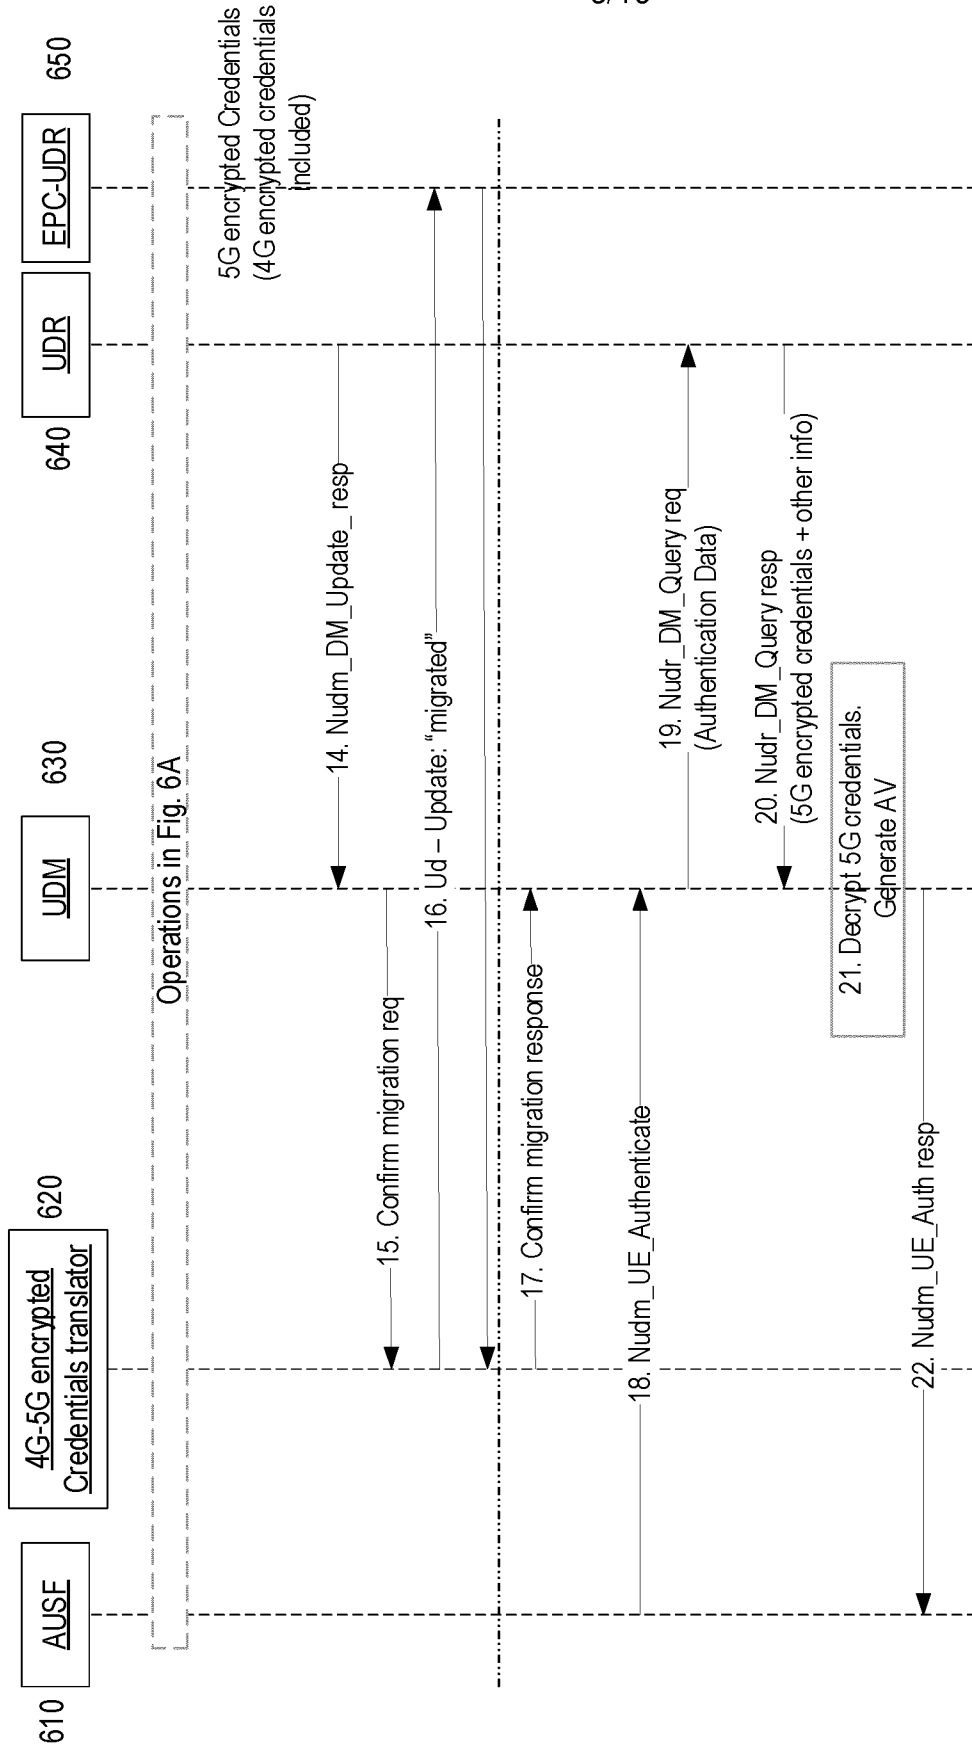 610
AUSF
4G-5G encrypted
Credentials translator
620
UDM
630
640
UDR
EPC-UDR
650
Operations in Fig. 6A
5G encrypted Credentials
(4G encrypted credentials
Included)
14. Nudm_DM_Update_ resp
15. Confirm migration req
16. Ud – Update: “migrated”
17. Confirm migration response
18. Nudm_UE_Authenticate
19. Nudr_DM_Query req
(Authentication Data)
20. Nudr_DM_Query resp
(5G encrypted credentials + other info)
21. Decrypt 5G credentials.
Generate AV
22. Nudm_UE_Auth resp